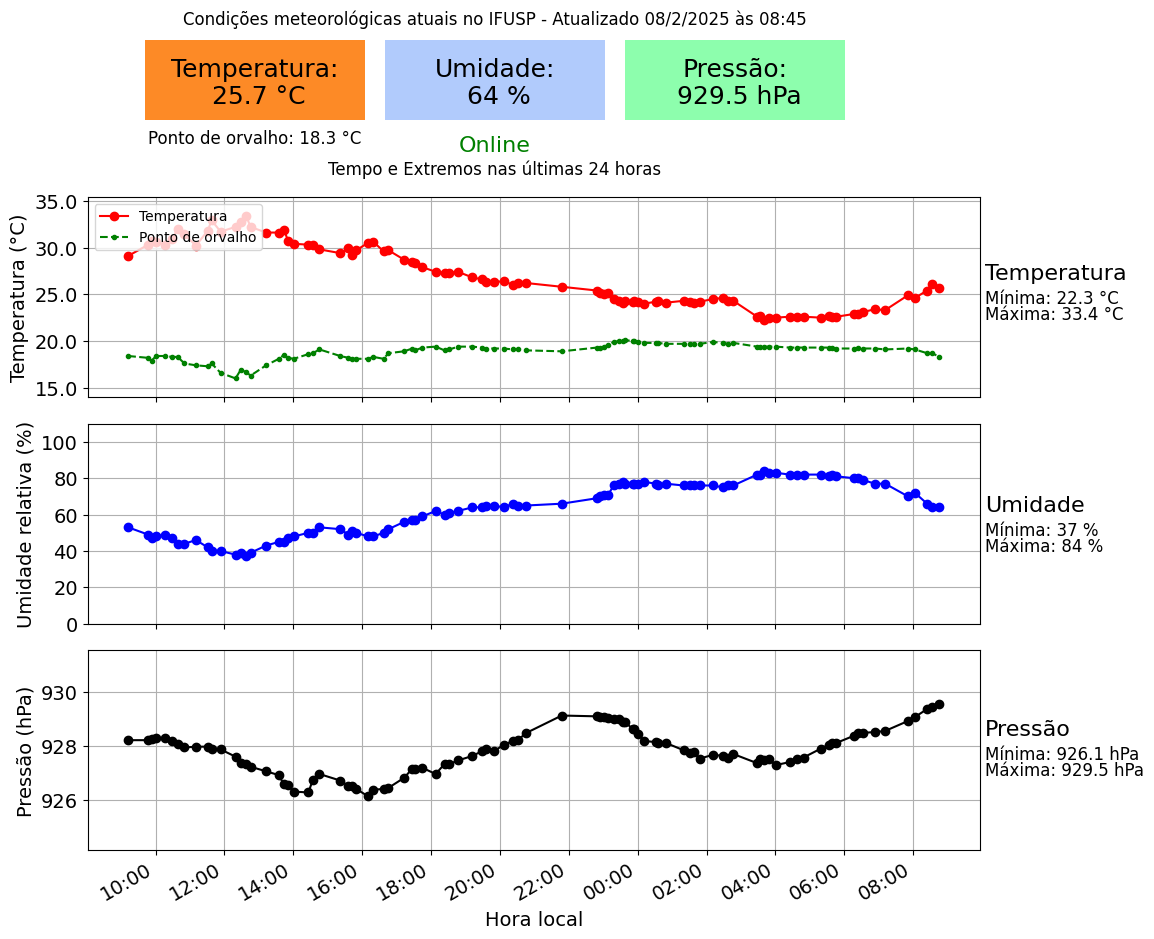 Condições meteorológicas atuais no IFUSP - Atualizado 08/2/2025 às 08:45
Temperatura:
25.7 °C
Umidade:
64 %
Pressão:
929.5 hPa
Ponto de orvalho: 18.3 °C
Online
Tempo e Extremos nas últimas 24 horas
Temperatura (°C)
35.0
30.0
25.0
20.0
15.0
Temperatura
Ponto de orvalho
Temperatura
Mínima: 22.3 °C
Máxima: 33.4 °C
Umidade relativa (%)
100
80
60
40
20
0
Umidade
Mínima: 37 %
Máxima: 84 %
Pressão (hPa)
930
928
926
Pressão
Mínima: 926.1 hPa
Máxima: 929.5 hPa
10:00
12:00
14:00
16:00
18:00
20:00
22:00
00:00
02:00
04:00
06:00
08:00
Hora local